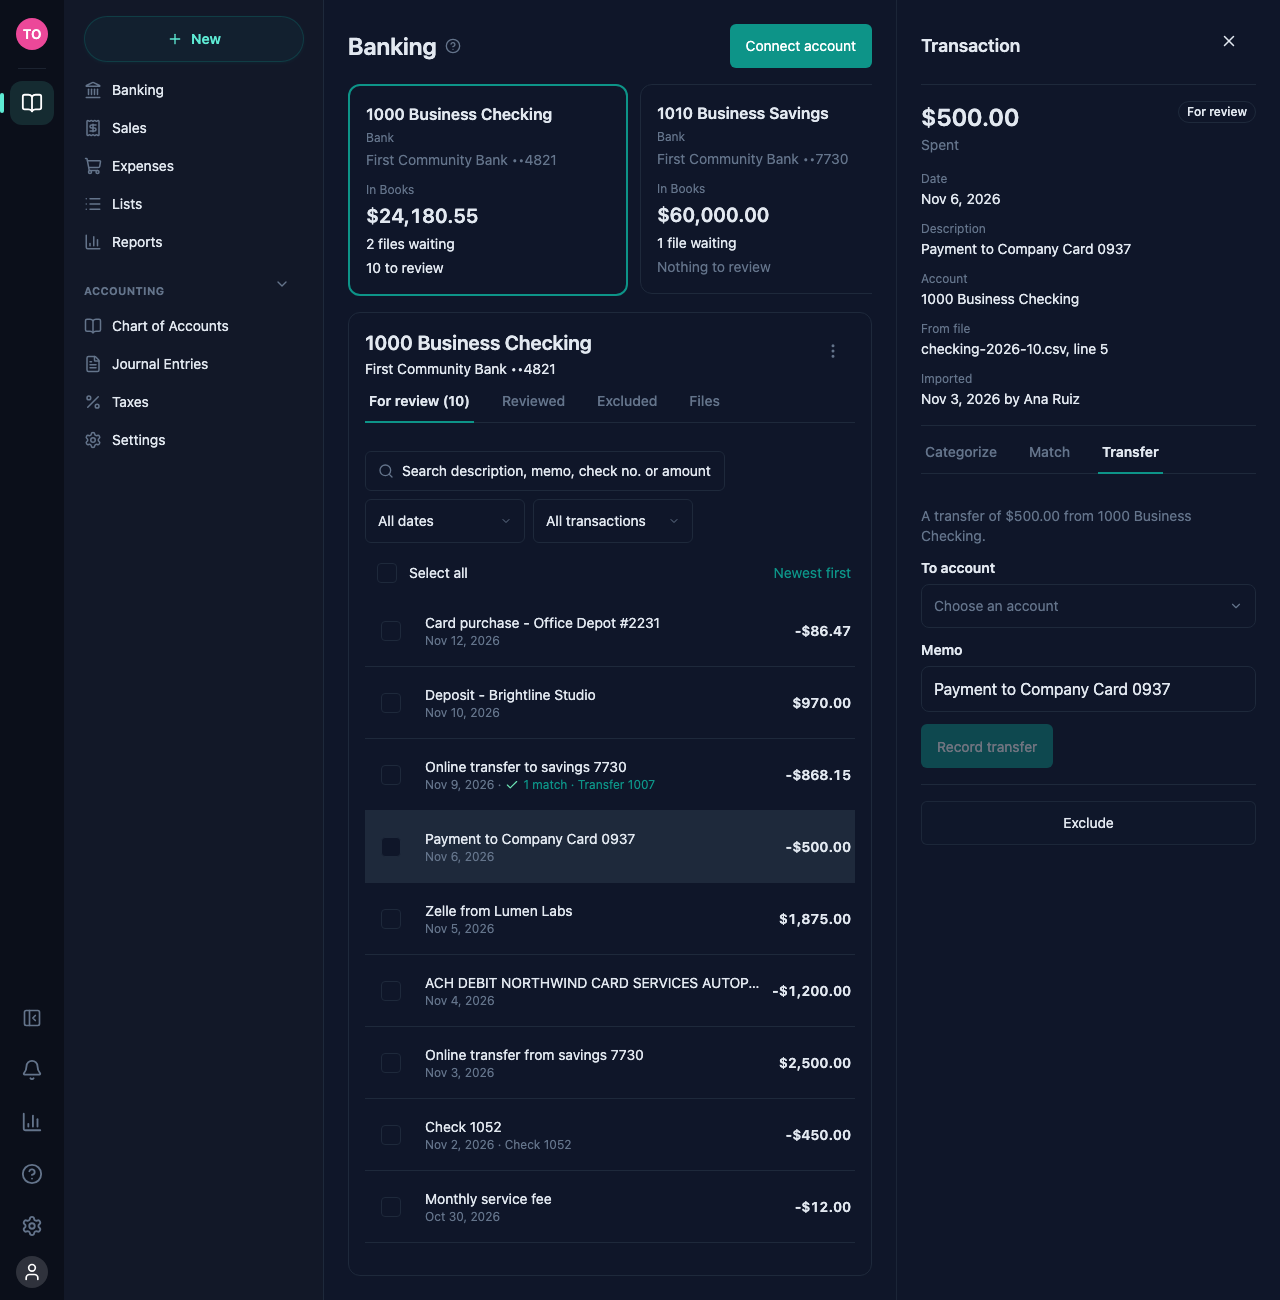 TO
New
Banking
Sales
Expenses
Lists
Reports
ACCOUNTING
Chart of Accounts
Journal Entries
Taxes
Settings
Banking
Connect account
1000 Business Checking
Bank
First Community Bank ••4821
In Books
$24,180.55
2 files waiting
10 to review
1010 Business Savings
Bank
First Community Bank ••7730
In Books
$60,000.00
1 file waiting
Nothing to review
1000 Business Checking
First Community Bank ••4821
For review (10) Reviewed Excluded Files
Search description, memo, check no. or amount
All dates All transactions
Select all Newest first
Card purchase - Office Depot #2231 -$86.47
Nov 12, 2026
Deposit - Brightline Studio $970.00
Nov 10, 2026
Online transfer to savings 7730 -$868.15
Nov 9, 2026 · ✓ 1 match · Transfer 1007
Payment to Company Card 0937 -$500.00
Nov 6, 2026
Zelle from Lumen Labs $1,875.00
Nov 5, 2026
ACH DEBIT NORTHWIND CARD SERVICES AUTOP... -$1,200.00
Nov 4, 2026
Online transfer from savings 7730 $2,500.00
Nov 3, 2026
Check 1052 -$450.00
Nov 2, 2026 · Check 1052
Monthly service fee -$12.00
Oct 30, 2026
Transaction
$500.00 For review
Spent
Date
Nov 6, 2026
Description
Payment to Company Card 0937
Account
1000 Business Checking
From file
checking-2026-10.csv, line 5
Imported
Nov 3, 2026 by Ana Ruiz
Categorize Match Transfer
A transfer of $500.00 from 1000 Business
Checking.
To account
Choose an account
Memo
Payment to Company Card 0937
Record transfer
Exclude